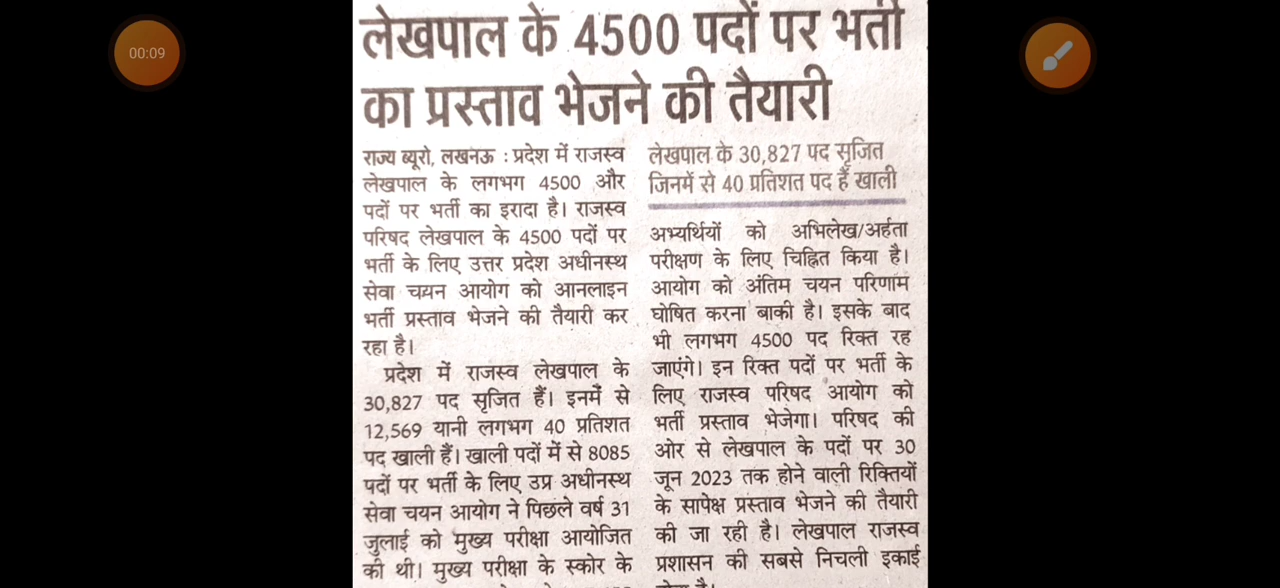 00:09
लेखपाल के 4500 पदों पर भर्ती
का प्रस्ताव भेजने की तैयारी
राज्य ब्यूरो, लखनऊ : प्रदेश में राजस्व
लेखपाल के लगभग 4500 और
पदों पर भर्ती का इरादा है। राजस्व
परिषद लेखपाल के 4500 पदों पर
भर्ती के लिए उत्तर प्रदेश अधीनस्थ
सेवा चयन आयोग को आनलाइन
भर्ती प्रस्ताव भेजने की तैयारी कर
रहा है।
प्रदेश में राजस्व लेखपाल के
30,827 पद सृजित हैं। इनमें से
12,569 यानी लगभग 40 प्रतिशत
पद खाली हैं। खाली पदों में से 8085
पदों पर भर्ती के लिए उप्र अधीनस्थ
सेवा चयन आयोग ने पिछले वर्ष 31
जुलाई को मुख्य परीक्षा आयोजित
की थी। मुख्य परीक्षा के स्कोर के
लेखपाल के 30,827 पद सृजित
जिनमें से 40 प्रतिशत पद हैं खाली
अभ्यर्थियों को अभिलेख/अर्हता
परीक्षण के लिए चिह्नित किया है।
आयोग को अंतिम चयन परिणाम
घोषित करना बाकी है। इसके बाद
भी लगभग 4500 पद रिक्त रह
जाएंगे। इन रिक्त पदों पर भर्ती के
लिए राजस्व परिषद आयोग को
भर्ती प्रस्ताव भेजेगा। परिषद की
ओर से लेखपाल के पदों पर 30
जून 2023 तक होने वाली रिक्तियों
के सापेक्ष प्रस्ताव भेजने की तैयारी
की जा रही है। लेखपाल राजस्व
प्रशासन की सबसे निचली इकाई